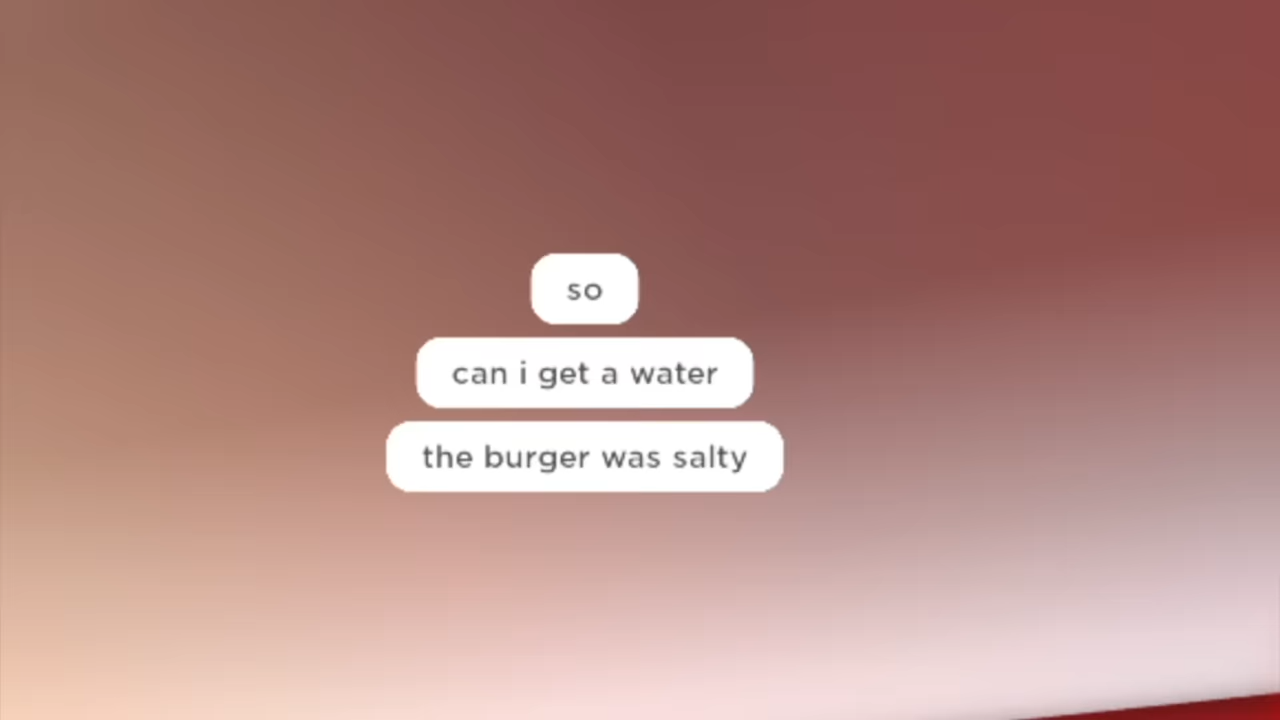 so
can i get a water
the burger was salty